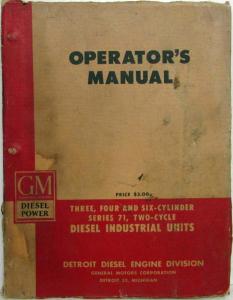 OPERATOR'S
MANUAL
PRICE $3.00
GM
DIESEL
POWER
THREE, FOUR AND SIX-CYLINDER
SERIES 71, TWO-CYCLE
DIESEL INDUSTRIAL UNITS
DETROIT DIESEL ENGINE DIVISION
GENERAL MOTORS CORPORATION
DETROIT 23, MICHIGAN